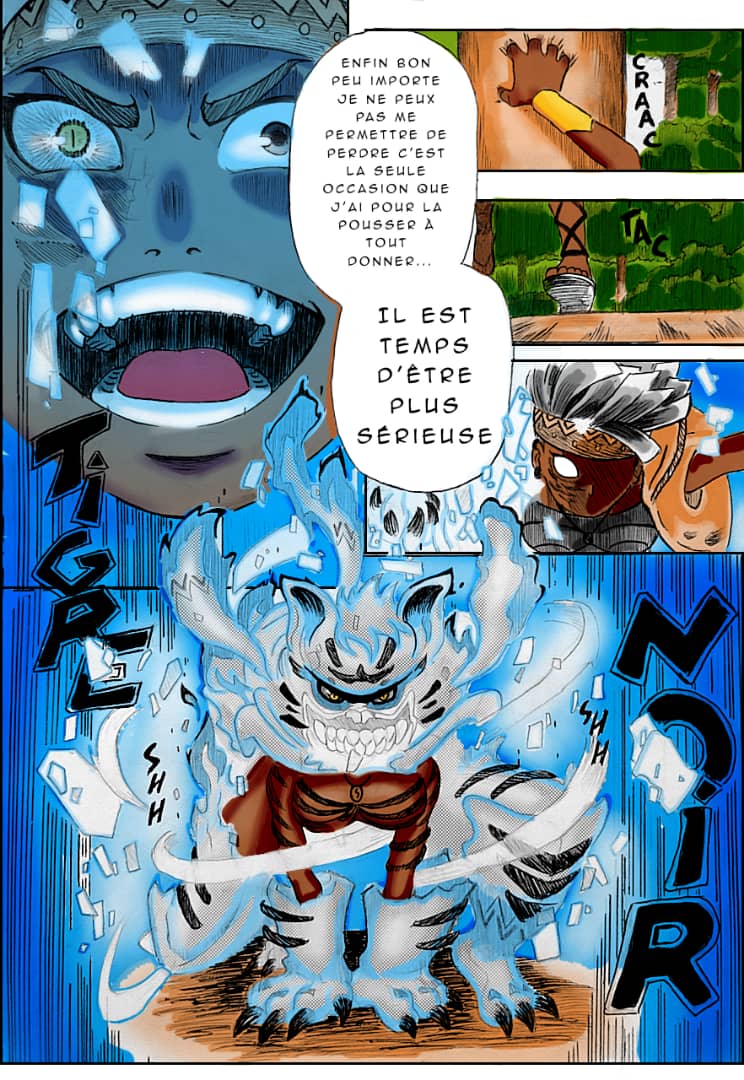 ENFIN BON
PEU IMPORTE
JE NE PEUX
PAS ME
PERMETTRE DE
PERDRE C'EST
LA SEULE
OCCASION QUE
J'AI POUR LA
POUSSER À
TOUT
DONNER...
IL EST
TEMPS
D'ÊTRE
PLUS
SÉRIEUSE
CRAAC
TAC
TIGRE
NOIR
SHH
SHH